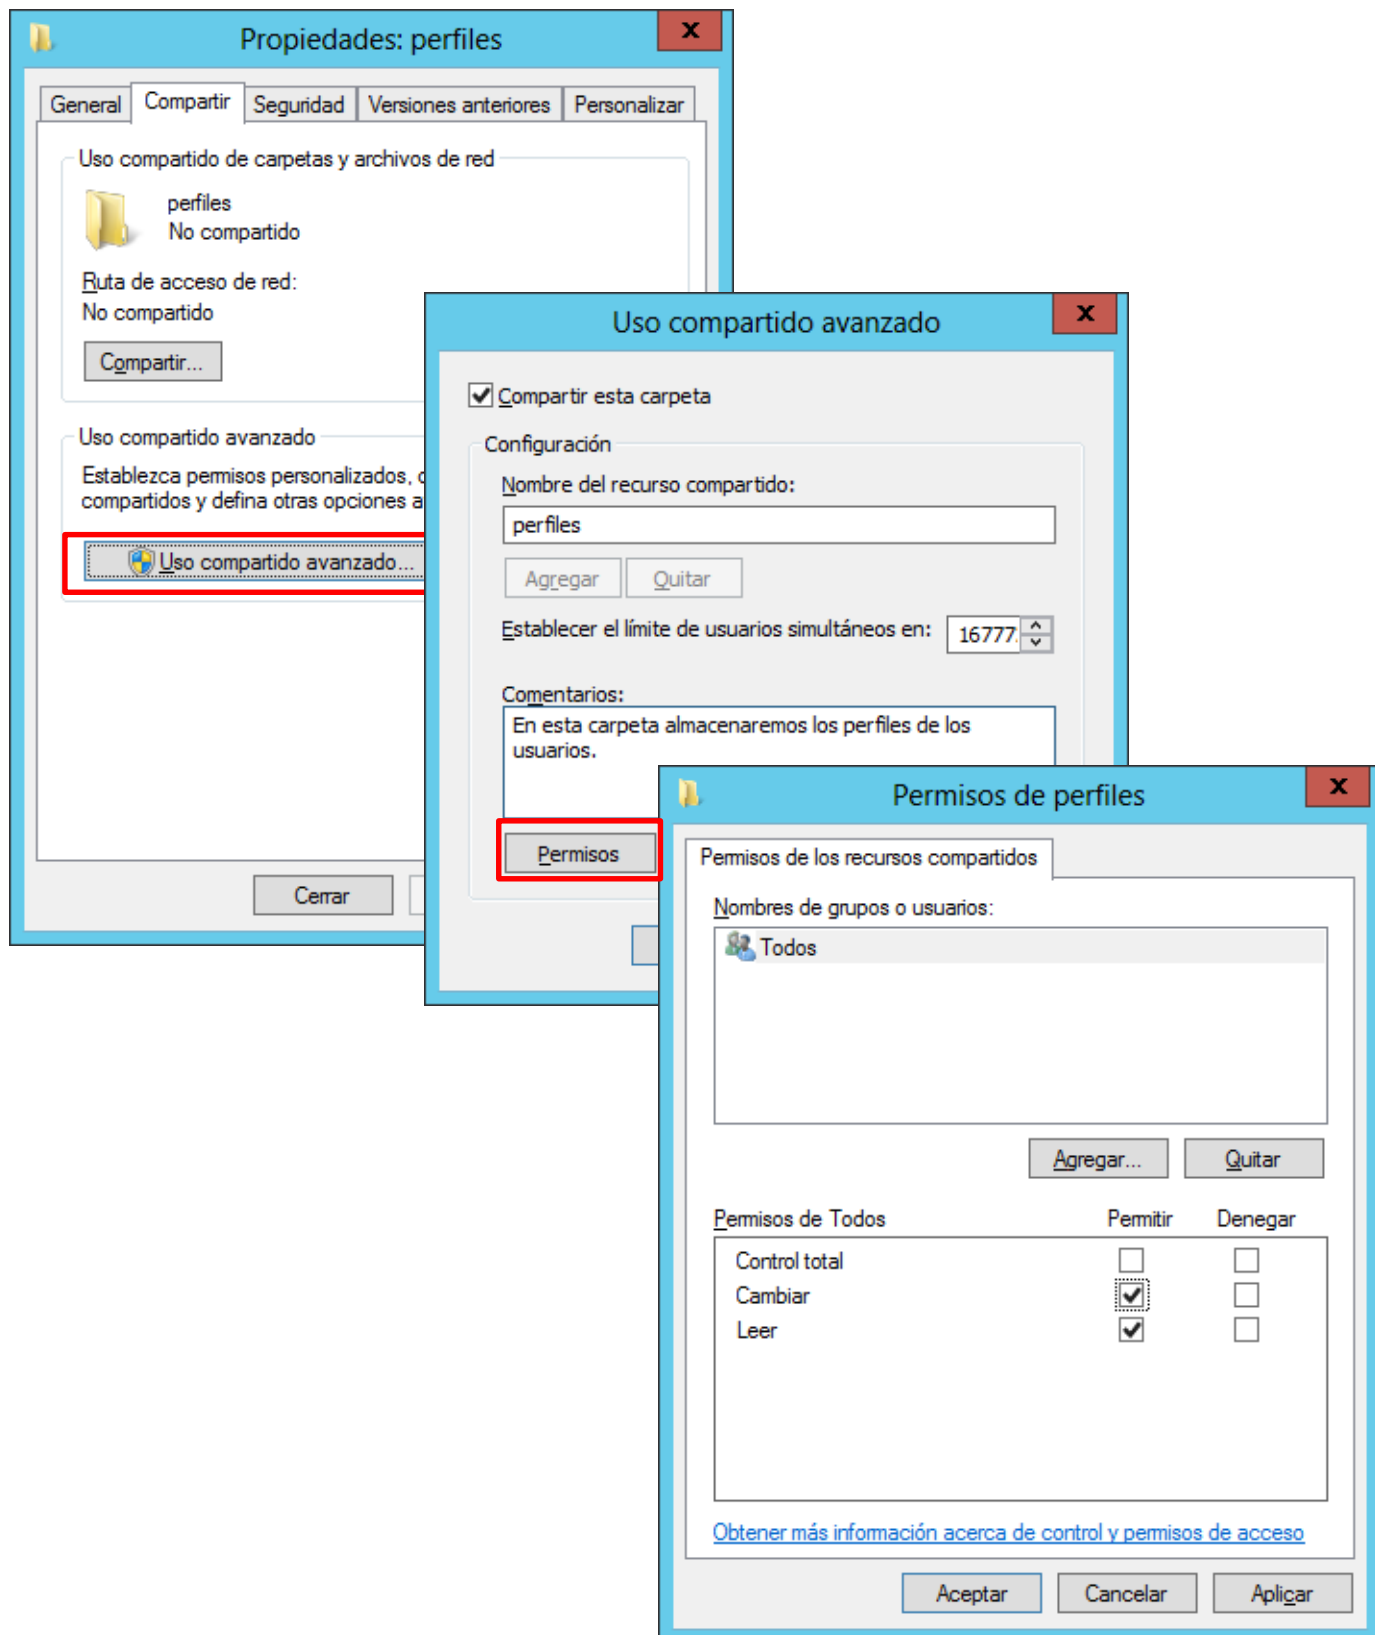 Propiedades: perfiles
General Compartir Seguridad Versiones anteriores Personalizar
Uso compartido de carpetas y archivos de red
perfiles
No compartido
Ruta de acceso de red:
No compartido
Compartir...
Uso compartido avanzado
Establezca permisos personalizados,
compartidos y defina otras opciones
Uso compartido avanzado...
Cerrar
Uso compartido avanzado
Compartir esta carpeta
Configuración
Nombre del recurso compartido:
perfiles
Agregar Quitar
Establecer el límite de usuarios simultáneos en: 16777
Comentarios:
En esta carpeta almacenaremos los perfiles de los
usuarios.
Permisos
Permisos de perfiles
Permisos de los recursos compartidos
Nombres de grupos o usuarios:
Todos
Agregar... Quitar
Permisos de Todos Permitir Denegar
Control total
Cambiar
Leer
Obtener más información acerca de control y permisos de acceso
Aceptar Cancelar Aplicar